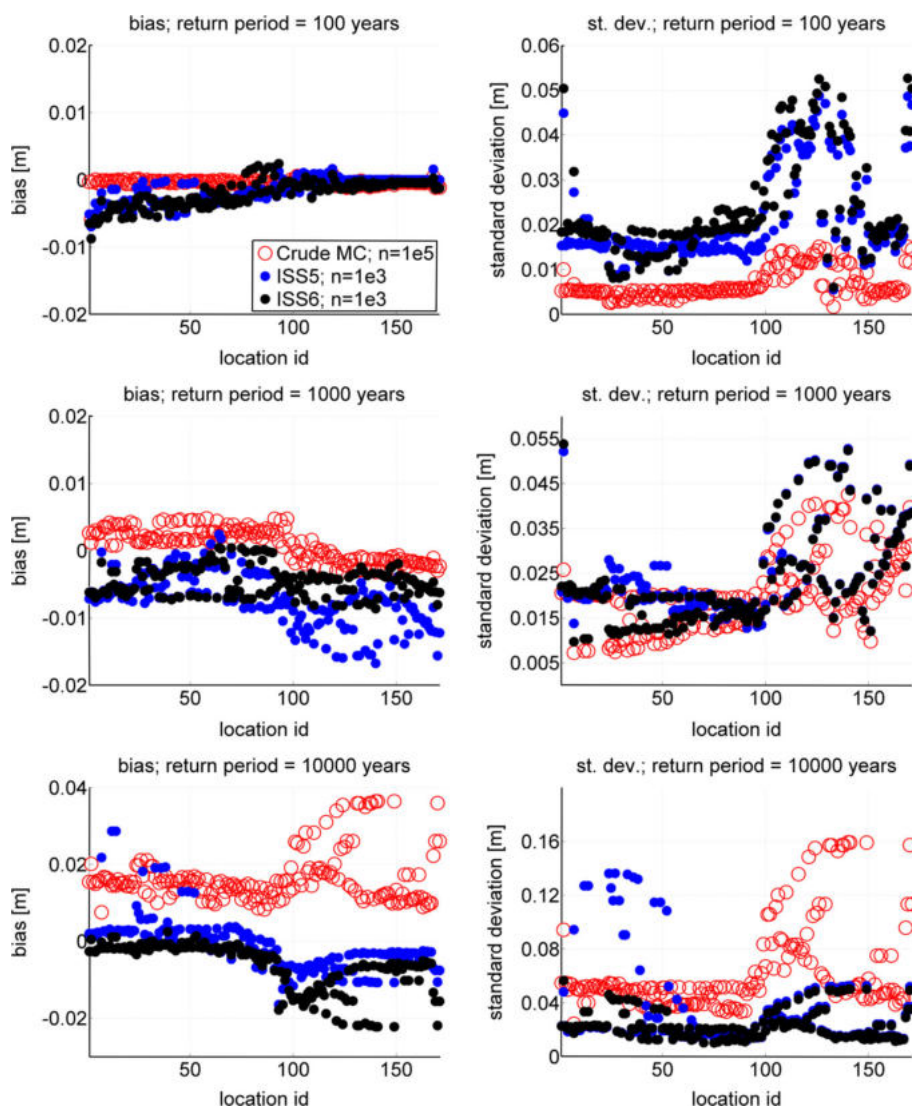 bias; return period = 100 years
0.02
0.01
0
-0.01
-0.02
bias [m]
Crude MC; n=1e5
ISS5; n=1e3
ISS6; n=1e3
50
100
150
location id
st. dev.; return period = 100 years
0.06
0.05
0.04
0.03
0.02
0.01
0
standard deviation [m]
50
100
150
location id
bias; return period = 1000 years
0.02
0.01
0
-0.01
-0.02
bias [m]
50
100
150
location id
st. dev.; return period = 1000 years
0.055
0.045
0.035
0.025
0.015
0.005
standard deviation [m]
50
100
150
location id
bias; return period = 10000 years
0.04
0.02
0
-0.02
bias [m]
50
100
150
location id
st. dev.; return period = 10000 years
0.16
0.12
0.08
0.04
0
standard deviation [m]
50
100
150
location id